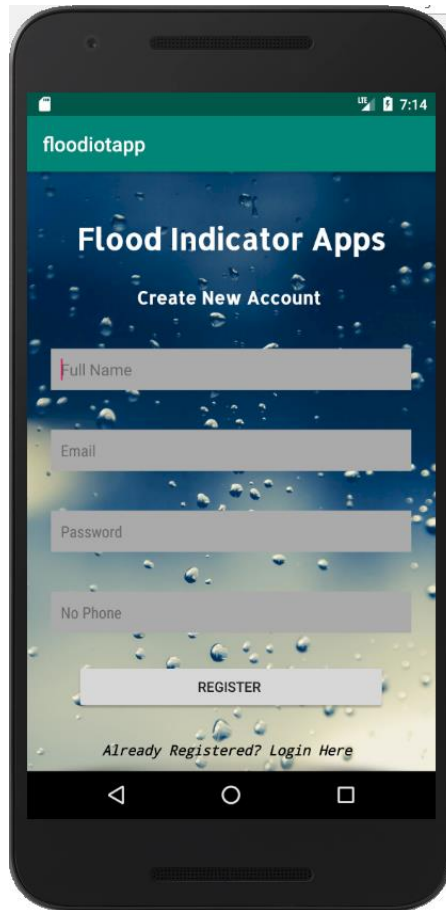 LTE 7:14
floodiotapp
Flood Indicator Apps
Create New Account
Full Name
Email
Password
No Phone
REGISTER
Already Registered? Login Here